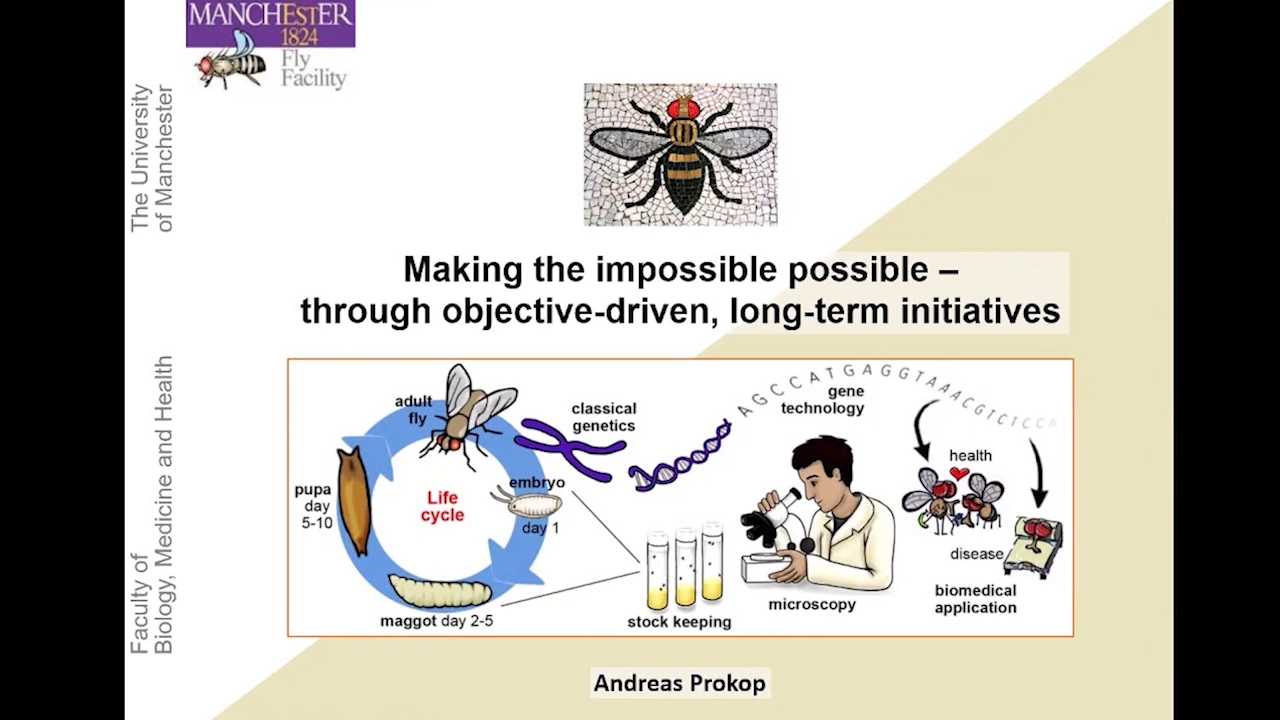 MANCHEStER
1824
Fly
Facility
The University
of Manchester
Faculty of
Biology, Medicine and Health
Making the impossible possible –
through objective-driven, long-term initiatives
adult
fly
pupa
day
5-10
Life
cycle
embryo
day 1
maggot day 2-5
classical
genetics
stock keeping
AGCCATGAGGTAAACGTCTCCA
gene
technology
microscopy
health
disease
biomedical
application
Andreas Prokop